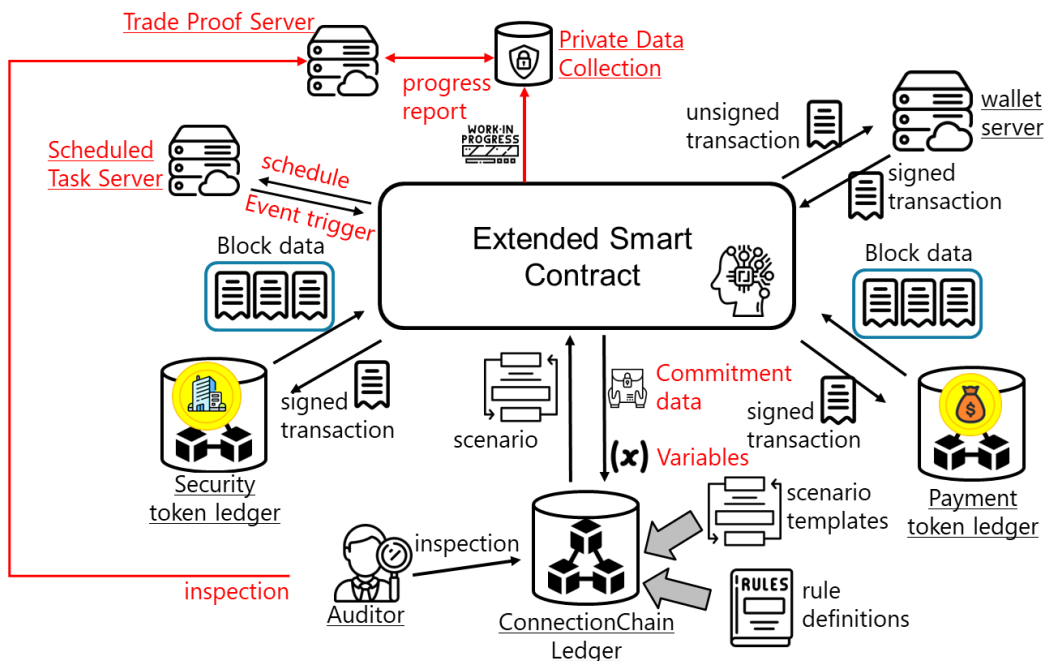 Trade Proof Server
Private Data
Collection
progress
report
WORK-IN
PROGRESS
unsigned
transaction
wallet
server
signed
transaction
Scheduled
Task Server
schedule
Event trigger
Block data
Extended Smart
Contract
Block data
signed
transaction
scenario
Commitment
data
(x) Variables
signed
transaction
$
Security
token ledger
scenario
templates
Payment
token ledger
inspection
inspection
Auditor
ConnectionChain
Ledger
RULES
rule
definitions